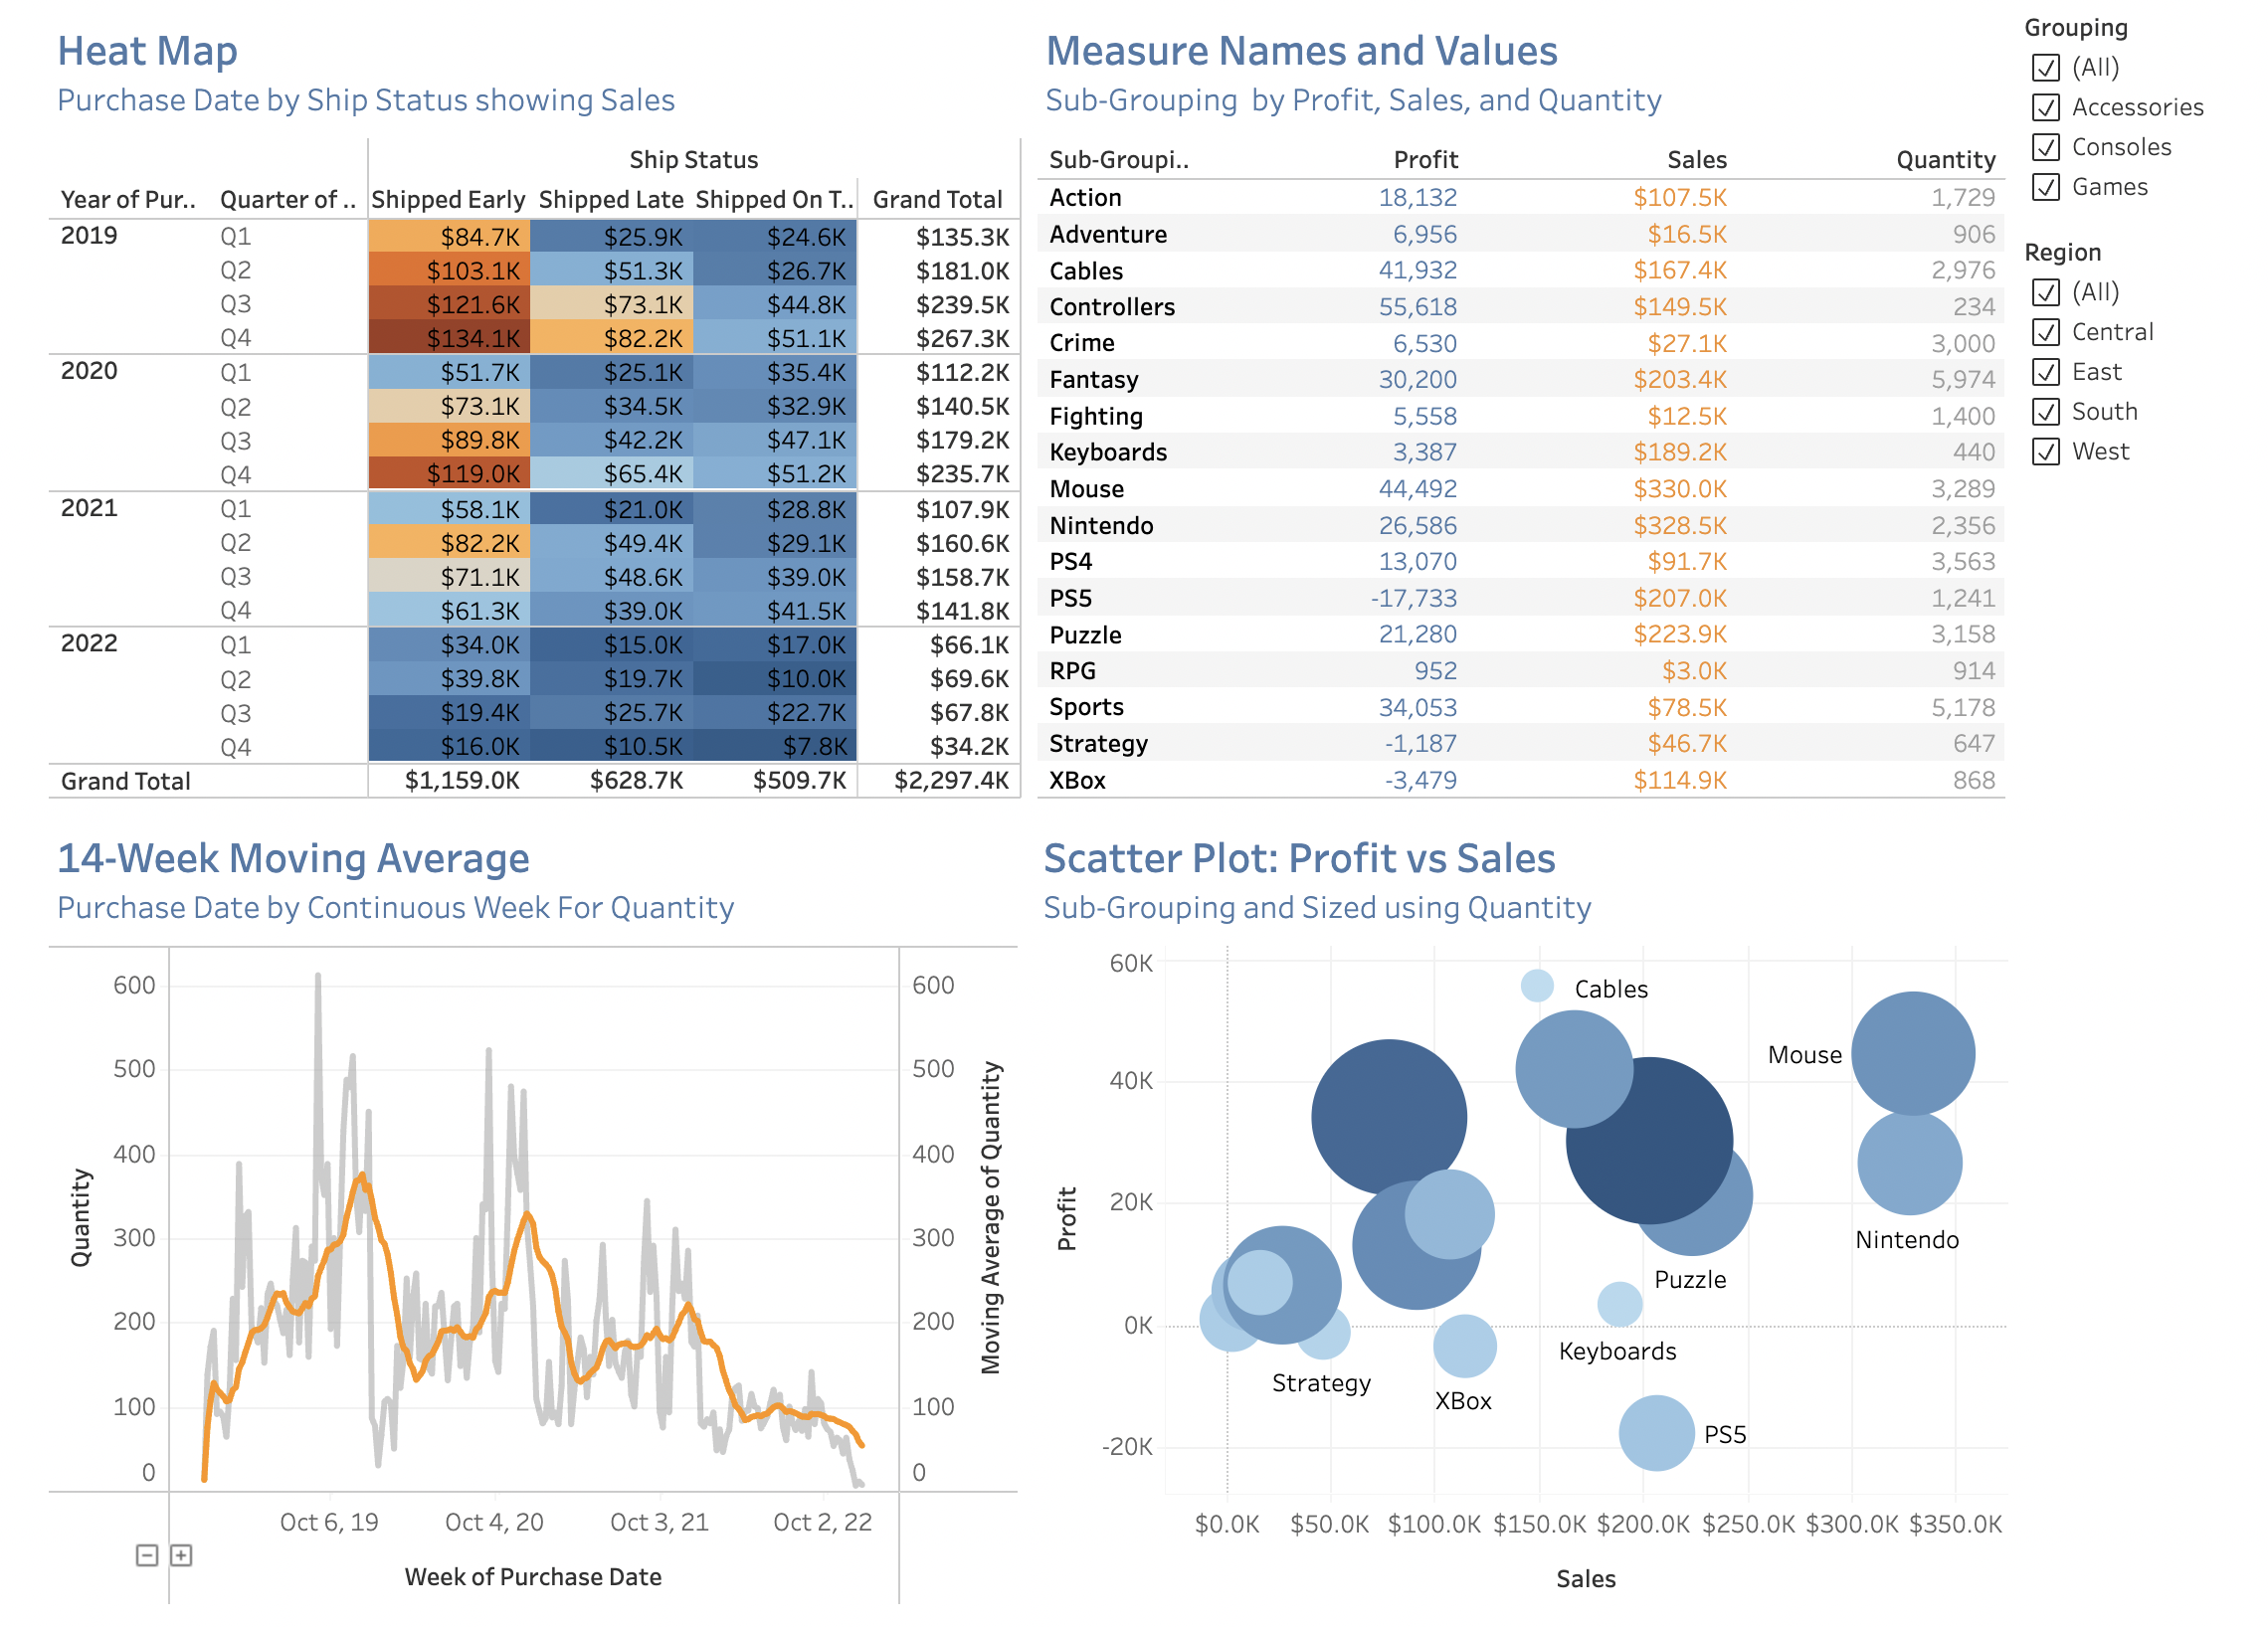 Heat Map
Purchase Date by Ship Status showing Sales
Ship Status
Year of Pur.. Quarter of .. Shipped Early Shipped Late Shipped On T.. Grand Total
2019 Q1 $84.7K $25.9K $24.6K $135.3K
Q2 $103.1K $51.3K $26.7K $181.0K
Q3 $121.6K $73.1K $44.8K $239.5K
Q4 $134.1K $82.2K $51.1K $267.3K
2020 Q1 $51.7K $25.1K $35.4K $112.2K
Q2 $73.1K $34.5K $32.9K $140.5K
Q3 $89.8K $42.2K $47.1K $179.2K
Q4 $119.0K $65.4K $51.2K $235.7K
2021 Q1 $58.1K $21.0K $28.8K $107.9K
Q2 $82.2K $49.4K $29.1K $160.6K
Q3 $71.1K $48.6K $39.0K $158.7K
Q4 $61.3K $39.0K $41.5K $141.8K
2022 Q1 $34.0K $15.0K $17.0K $66.1K
Q2 $39.8K $19.7K $10.0K $69.6K
Q3 $19.4K $25.7K $22.7K $67.8K
Q4 $16.0K $10.5K $7.8K $34.2K
Grand Total $1,159.0K $628.7K $509.7K $2,297.4K
Measure Names and Values
Sub-Grouping by Profit, Sales, and Quantity
Sub-Groupi.. Profit Sales Quantity
Action 18,132 $107.5K 1,729
Adventure 6,956 $16.5K 906
Cables 41,932 $167.4K 2,976
Controllers 55,618 $149.5K 234
Crime 6,530 $27.1K 3,000
Fantasy 30,200 $203.4K 5,974
Fighting 5,558 $12.5K 1,400
Keyboards 3,387 $189.2K 440
Mouse 44,492 $330.0K 3,289
Nintendo 26,586 $328.5K 2,356
PS4 13,070 $91.7K 3,563
PS5 -17,733 $207.0K 1,241
Puzzle 21,280 $223.9K 3,158
RPG 952 $3.0K 914
Sports 34,053 $78.5K 5,178
Strategy -1,187 $46.7K 647
XBox -3,479 $114.9K 868
Grouping
(All)
Accessories
Consoles
Games
Region
(All)
Central
East
South
West
14-Week Moving Average
Purchase Date by Continuous Week For Quantity
Quantity
600
500
400
300
200
100
0
600
500
400
300
200
100
0
Moving Average of Quantity
Oct 6, 19 Oct 4, 20 Oct 3, 21 Oct 2, 22
Week of Purchase Date
Scatter Plot: Profit vs Sales
Sub-Grouping and Sized using Quantity
Profit
60K
40K
20K
0K
-20K
Cables
Mouse
Nintendo
Puzzle
Keyboards
Strategy
XBox
PS5
$0.0K $50.0K $100.0K $150.0K $200.0K $250.0K $300.0K $350.0K
Sales